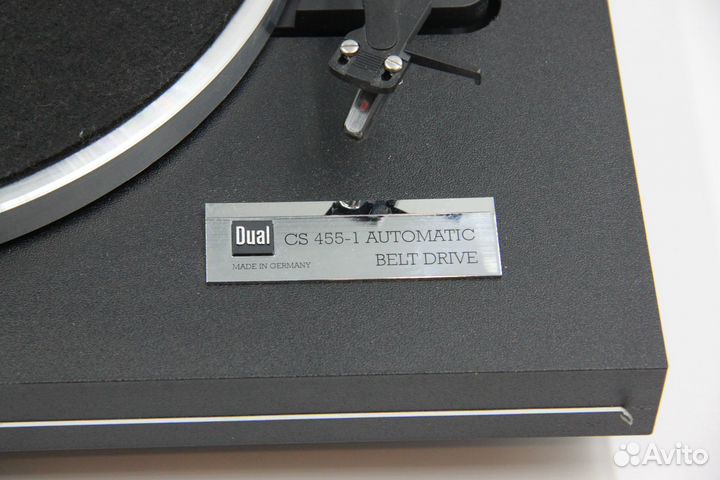 Dual CS 455-1 AUTOMATIC
MADE IN GERMANY BELT DRIVE
Avito